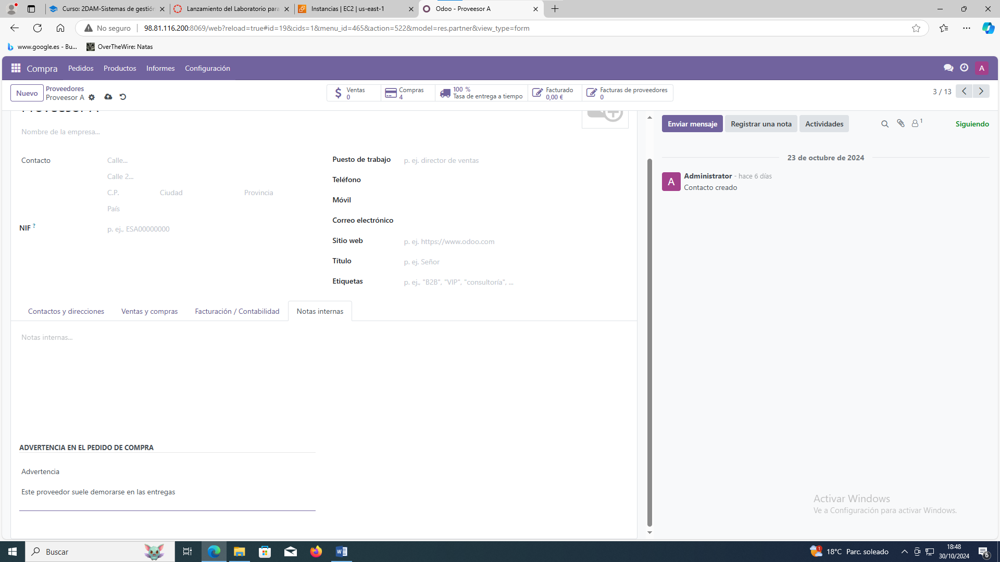 Curso: 2DAM-Sistemas de gestión
Lanzamiento del Laboratorio para
Instancias | EC2 | us-east-1
Odoo - Proveesor A
No seguro
98.81.116.200:8069/web?reload=true#id=19&cids=1&menu_id=465&action=522&model=res.partner&view_type=form
www.google.es - Bu...
OverTheWire: Natas
Compra
Pedidos
Productos
Informes
Configuración
A
Nuevo
Proveedores
Proveesor A
Ventas
0
Compras
4
100 %
Tasa de entrega a tiempo
Facturado
0,00 €
Facturas de proveedores
0
3 / 13
Proveesor A
Enviar mensaje
Registrar una nota
Actividades
1
Siguiendo
Nombre de la empresa...
Contacto
Calle...
Calle 2...
C.P.
Ciudad
Provincia
País
NIF ?
p. ej., ESA00000000
Puesto de trabajo
p. ej. director de ventas
Teléfono
Móvil
Correo electrónico
Sitio web
p. ej. https://www.odoo.com
Título
p. ej. Señor
Etiquetas
p. ej., "B2B", "VIP", "consultoría", ...
23 de octubre de 2024
A
Administrator - hace 6 días
Contacto creado
Contactos y direcciones
Ventas y compras
Facturación / Contabilidad
Notas internas
Notas internas...
ADVERTENCIA EN EL PEDIDO DE COMPRA
Advertencia
Este proveedor suele demorarse en las entregas
Activar Windows
Ve a Configuración para activar Windows.
Buscar
1
18°C Parc. soleado
18:48
30/10/2024
6